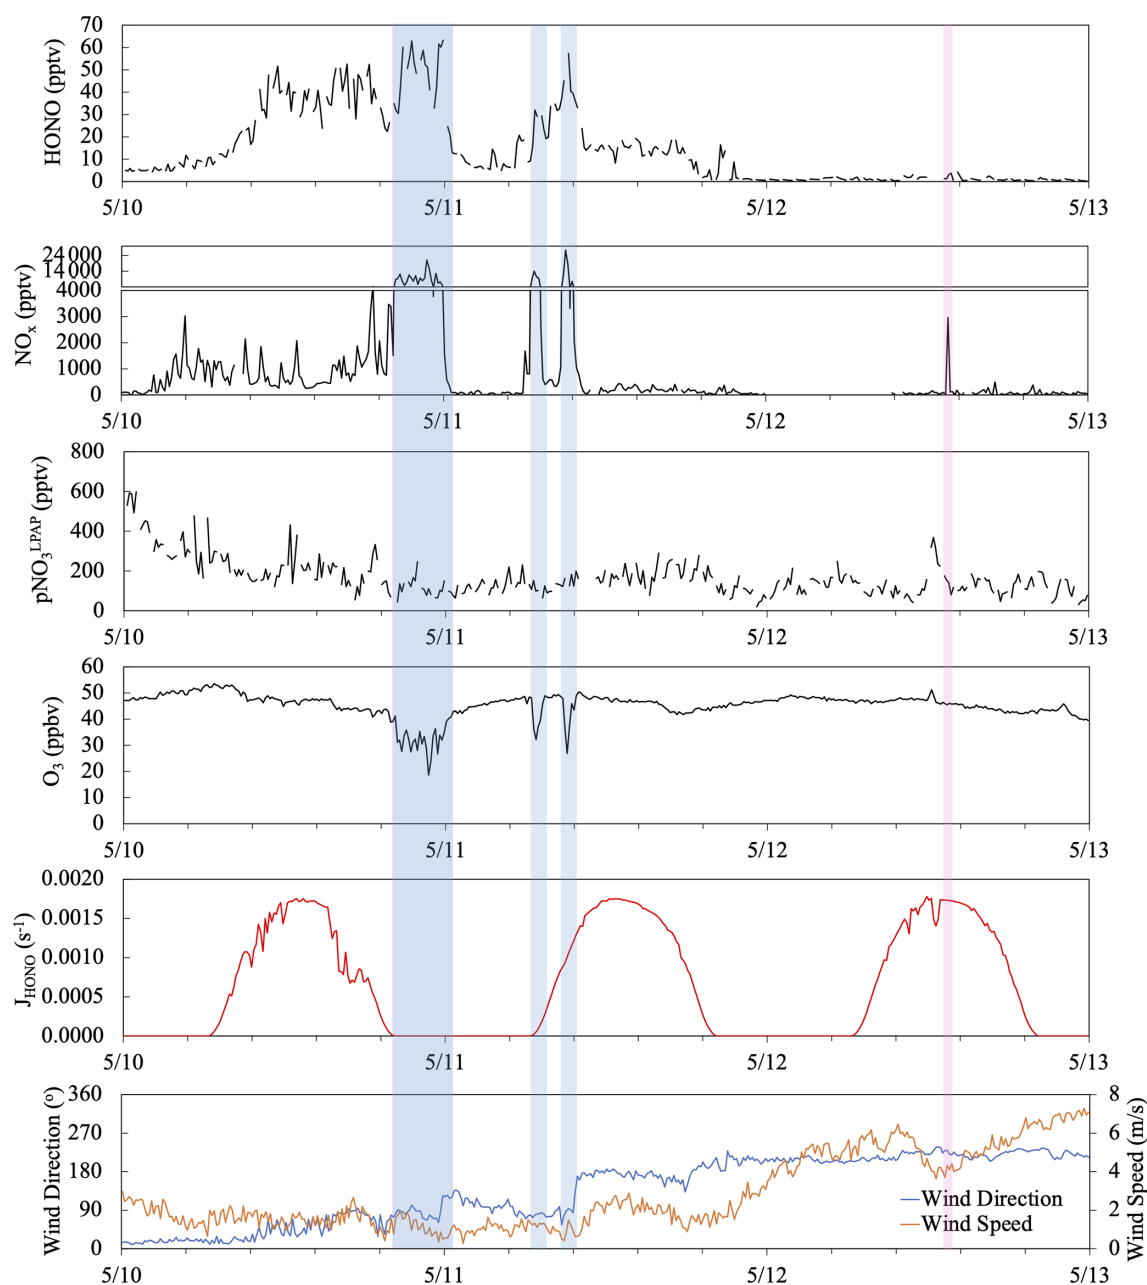 HONO (pptv)
70
60
50
40
30
20
10
0
5/10 5/11 5/12 5/13
NOx (pptv)
24000
14000
4000
3000
2000
1000
0
5/10 5/11 5/12 5/13
pNO3LPAP (pptv)
800
600
400
200
0
5/10 5/11 5/12 5/13
O3 (ppbv)
60
50
40
30
20
10
0
5/10 5/11 5/12 5/13
JHONO (s-1)
0.0020
0.0015
0.0010
0.0005
0.0000
5/10 5/11 5/12 5/13
Wind Direction (º)
360
270
180
90
0
Wind Direction
Wind Speed
8
6
4
2
0
Wind Speed (m/s)
5/10 5/11 5/12 5/13